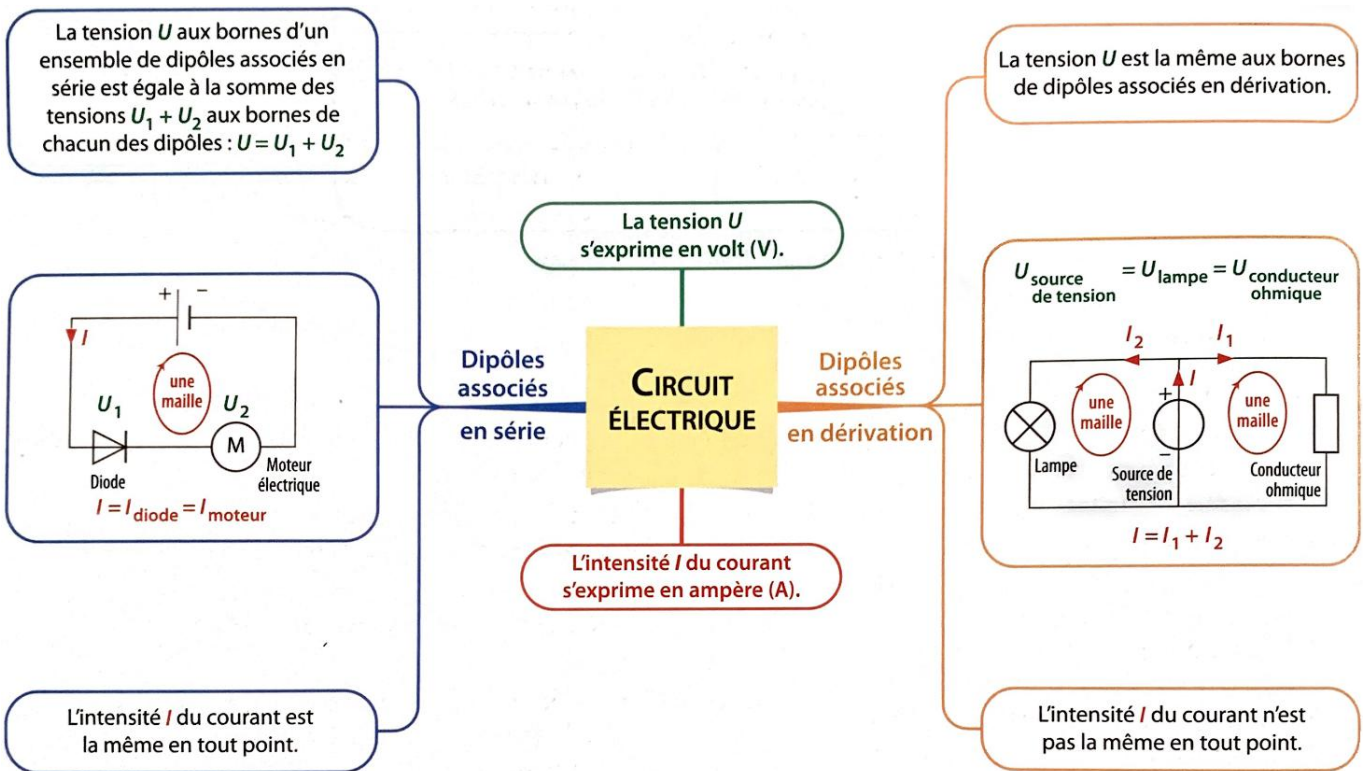 La tension U aux bornes d'un
ensemble de dipôles associés en
série est égale à la somme des
tensions U₁ + U₂ aux bornes de
chacun des dipôles : U = U₁ + U₂
La tension U est la même aux bornes
de dipôles associés en dérivation.
La tension U
s'exprime en volt (V).
+ −
I
une
maille
U₁
U₂
M
Diode
Moteur
électrique
I = I diode = I moteur
Dipôles
associés
en série
CIRCUIT
ÉLECTRIQUE
Dipôles
associés
en dérivation
U source de tension = U lampe = U conducteur ohmique
I₂
I₁
I
+
une
maille
une
maille
−
Lampe
Source de
tension
Conducteur
ohmique
I = I₁ + I₂
L'intensité I du courant
s'exprime en ampère (A).
L'intensité I du courant est
la même en tout point.
L'intensité I du courant n'est
pas la même en tout point.